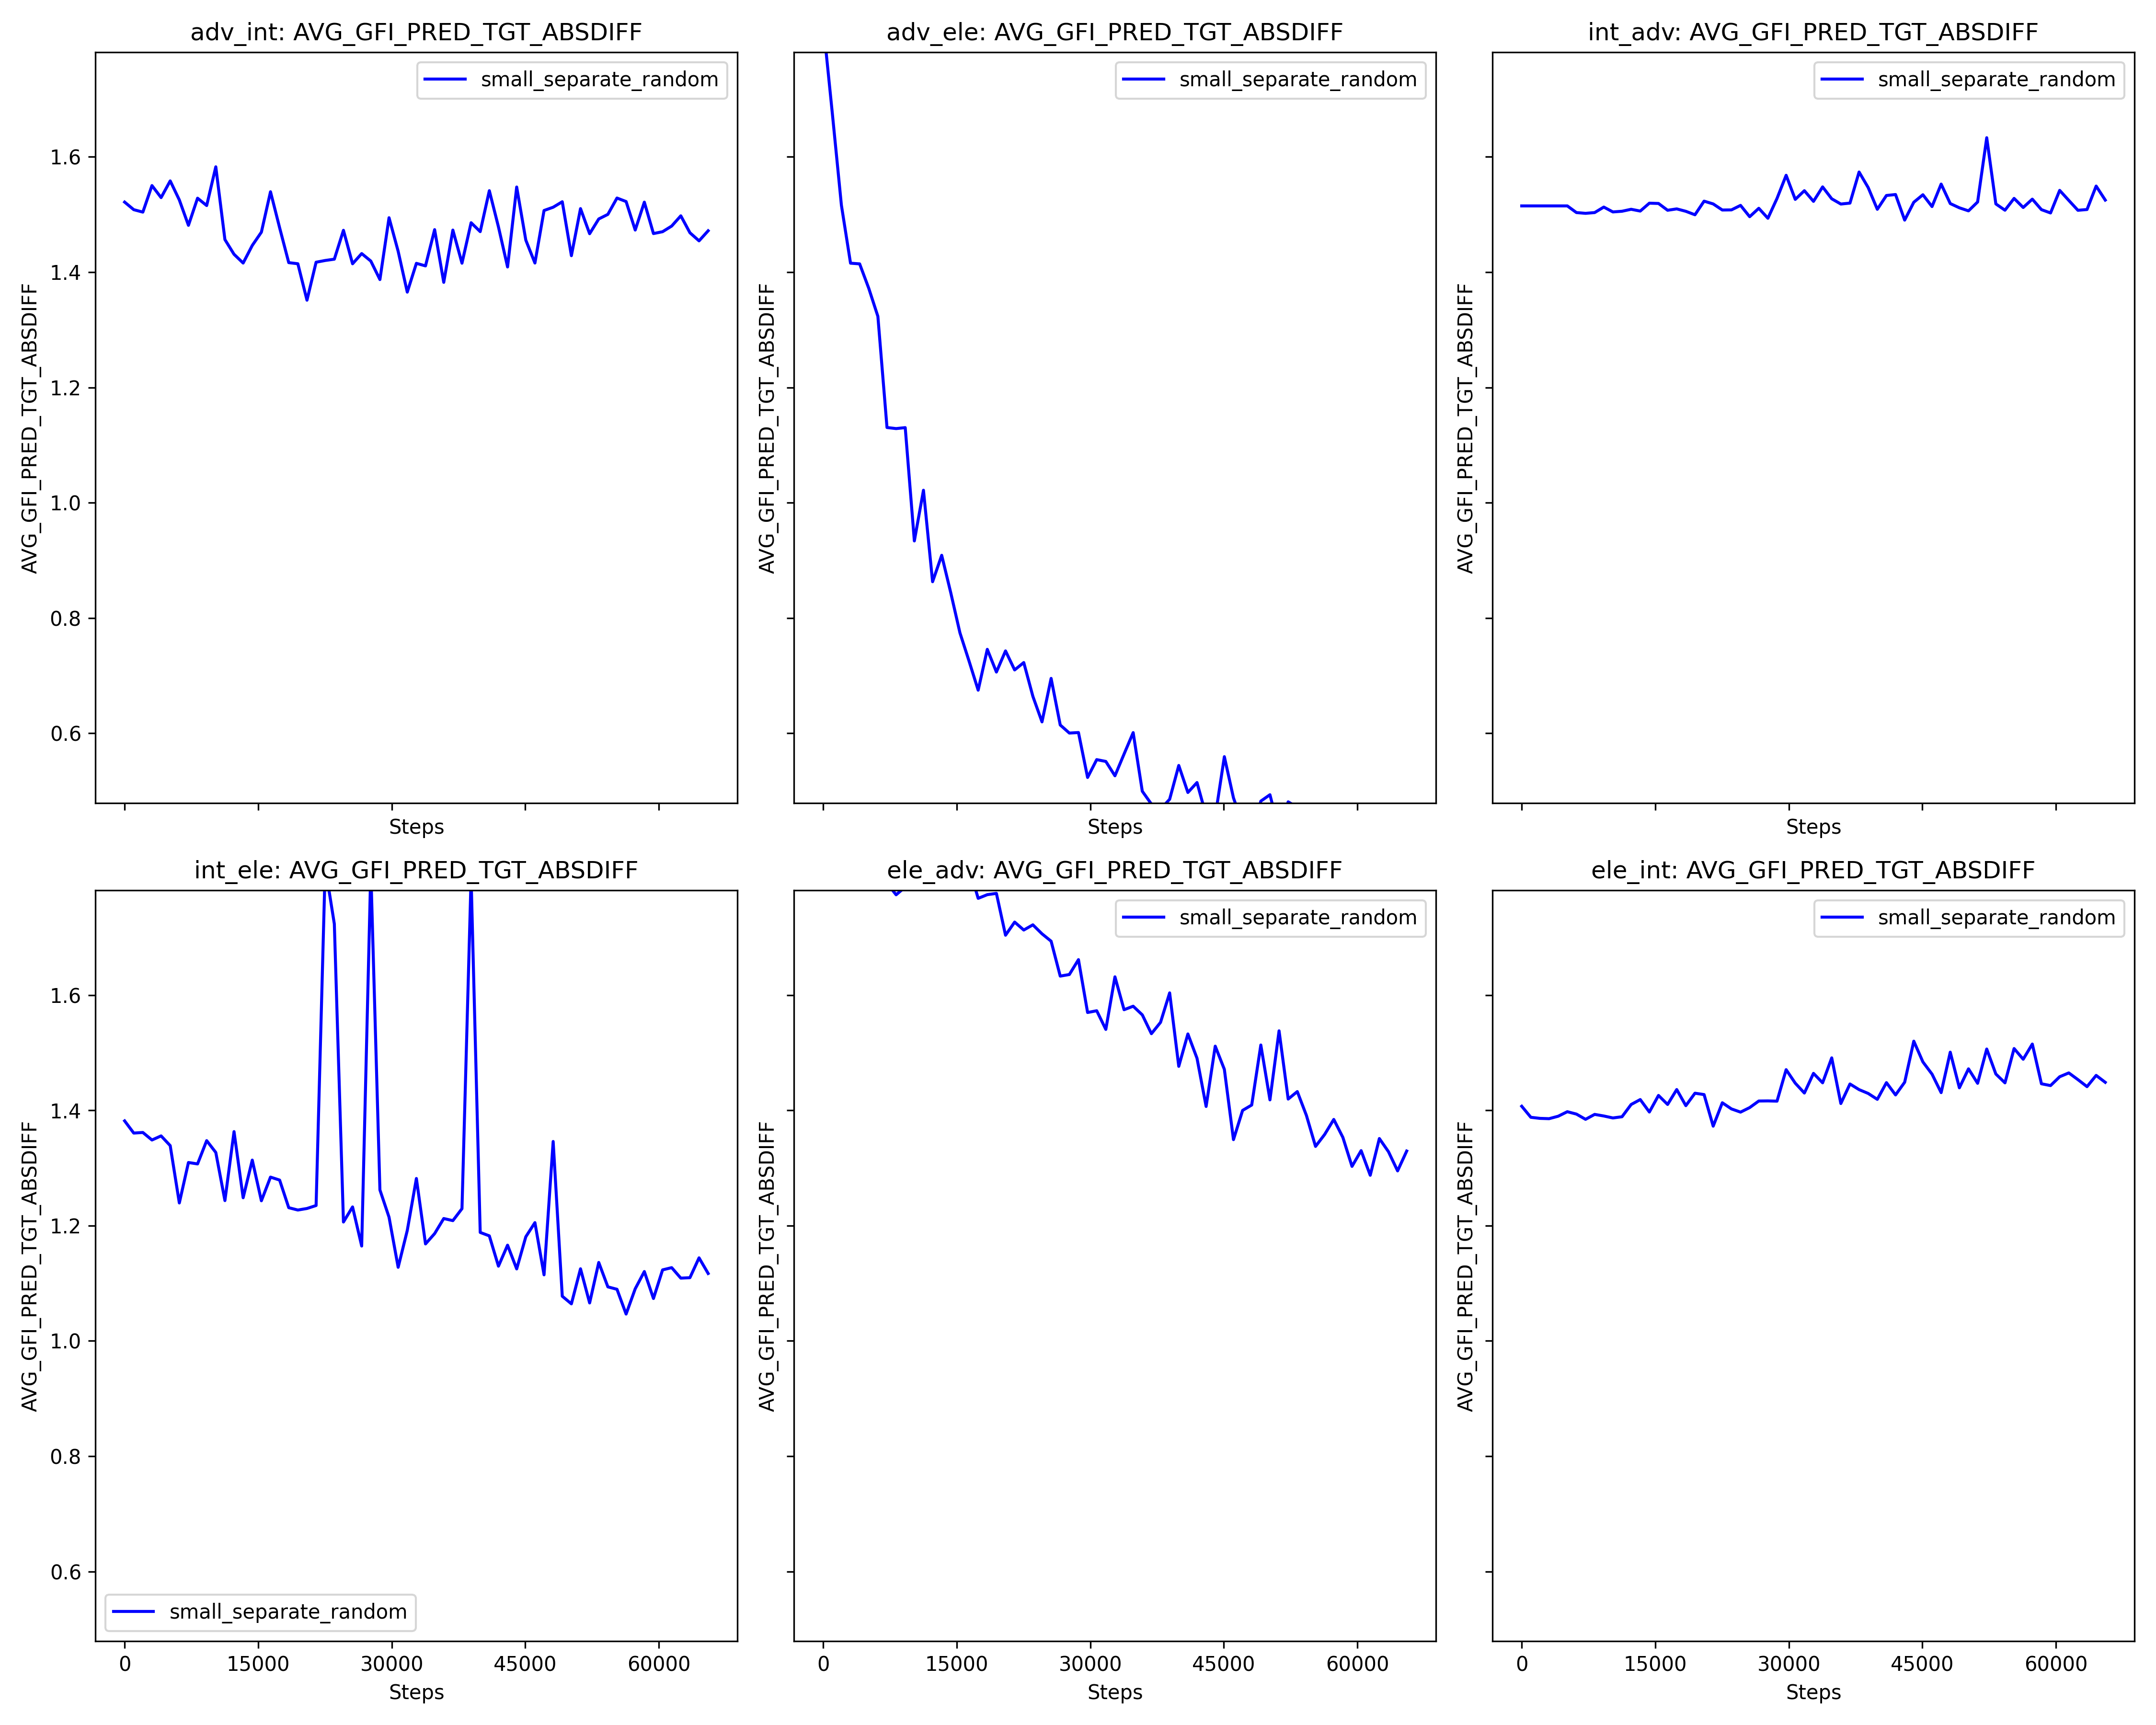 adv_int: AVG_GFI_PRED_TGT_ABSDIFF
adv_ele: AVG_GFI_PRED_TGT_ABSDIFF
int_adv: AVG_GFI_PRED_TGT_ABSDIFF
small_separate_random
small_separate_random
small_separate_random
1.6
1.4
1.2
1.0
0.8
0.6
AVG_GFI_PRED_TGT_ABSDIFF
AVG_GFI_PRED_TGT_ABSDIFF
AVG_GFI_PRED_TGT_ABSDIFF
Steps
Steps
Steps
int_ele: AVG_GFI_PRED_TGT_ABSDIFF
ele_adv: AVG_GFI_PRED_TGT_ABSDIFF
ele_int: AVG_GFI_PRED_TGT_ABSDIFF
small_separate_random
small_separate_random
1.6
1.4
1.2
1.0
0.8
0.6
AVG_GFI_PRED_TGT_ABSDIFF
AVG_GFI_PRED_TGT_ABSDIFF
AVG_GFI_PRED_TGT_ABSDIFF
small_separate_random
0 15000 30000 45000 60000
0 15000 30000 45000 60000
0 15000 30000 45000 60000
Steps
Steps
Steps